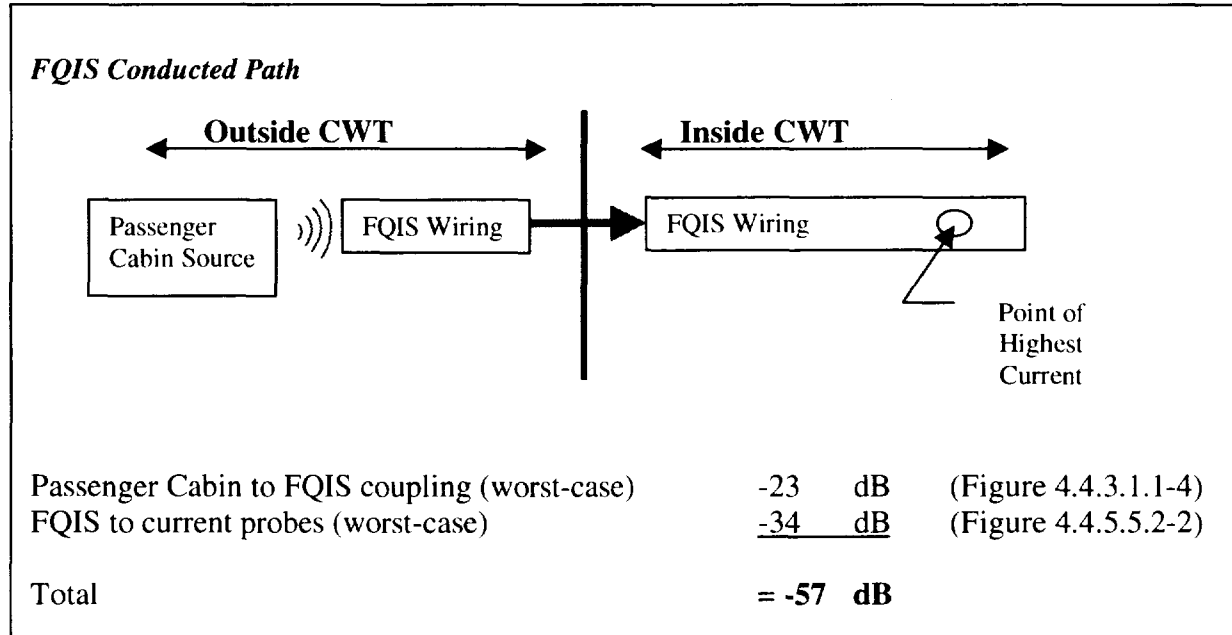 FQIS Conducted Path
Outside CWT
Inside CWT
Passenger
Cabin Source
FQIS Wiring
FQIS Wiring
Point of
Highest
Current
Passenger Cabin to FQIS coupling (worst-case) -23 dB (Figure 4.4.3.1.1-4)
FQIS to current probes (worst-case) -34 dB (Figure 4.4.5.5.2-2)
Total = -57 dB